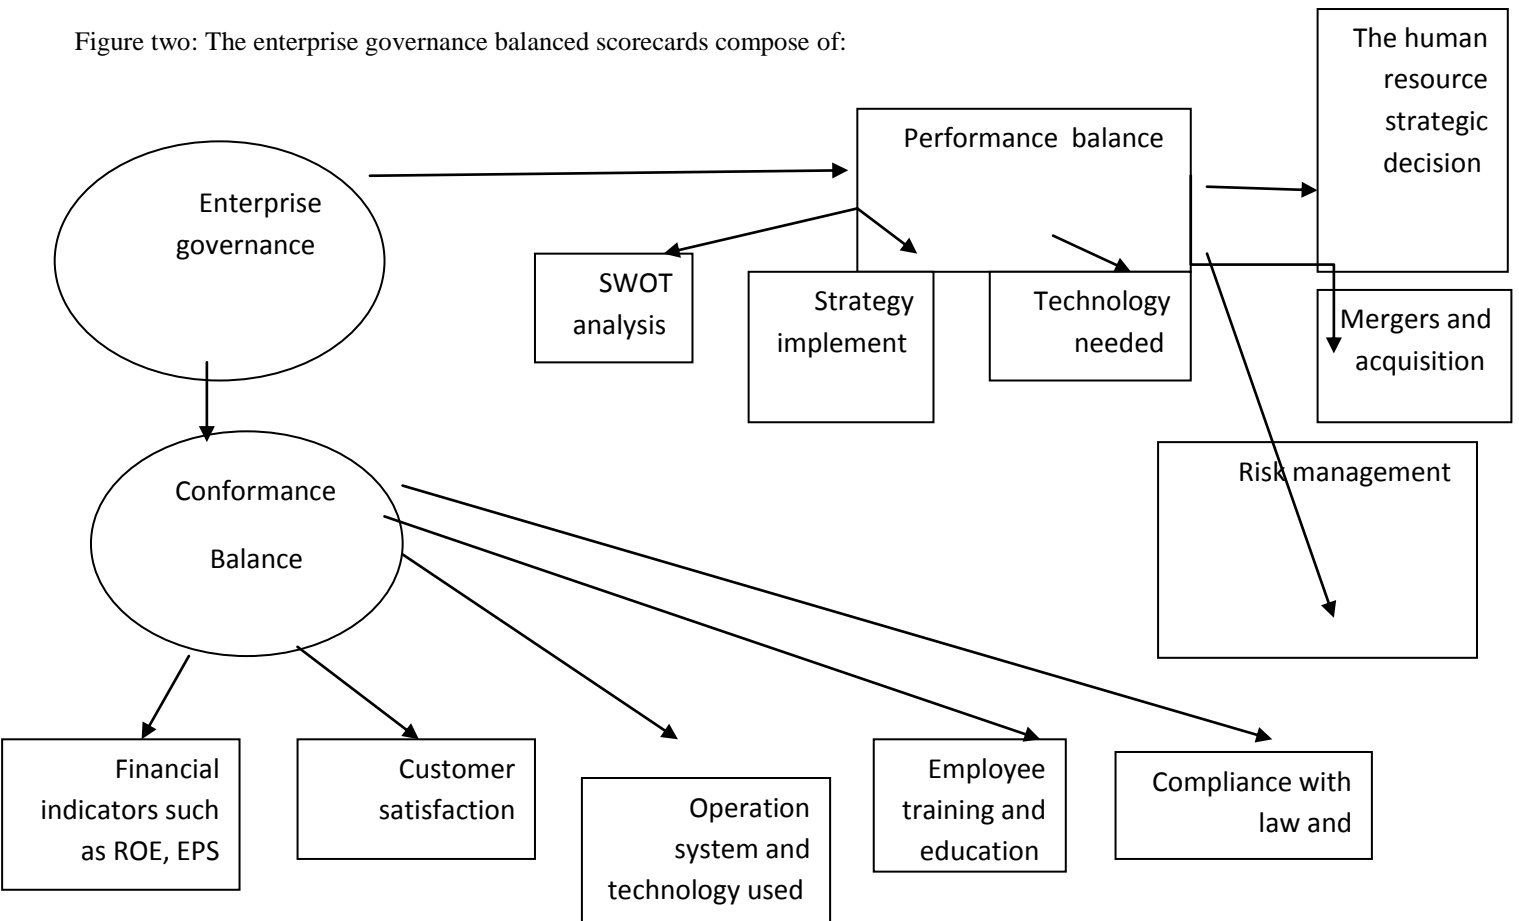 Figure two: The enterprise governance balanced scorecards compose of:
The human
resource
strategic
decision
Performance balance
Enterprise
governance
SWOT
analysis
Strategy
implement
Technology
needed
Mergers and
acquisition
Risk management
Conformance
Balance
Financial
indicators such
as ROE, EPS
Customer
satisfaction
Operation
system and
technology used
Employee
training and
education
Compliance with
law and